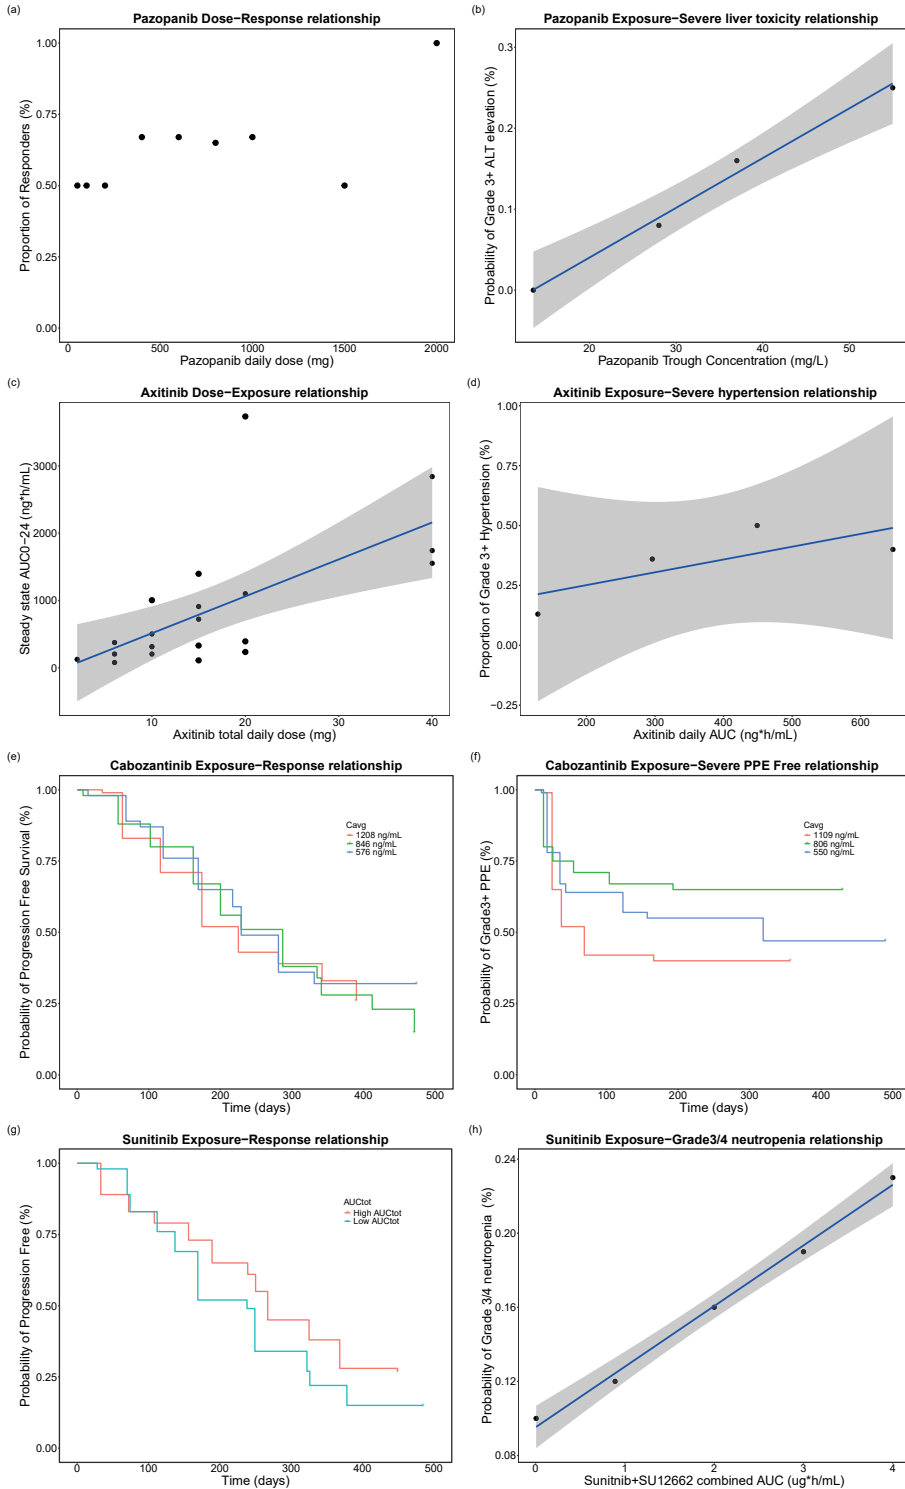 (a)
Pazopanib Dose−Response relationship
1.00
0.75
0.50
0.25
0.00
Proportion of Responders (%)
0
500
1000
1500
2000
Pazopanib daily dose (mg)
(b)
Pazopanib Exposure−Severe liver toxicity relationship
0.3
0.2
0.1
0.0
Probability of Grade 3+ ALT elevation (%)
20
30
40
50
Pazopanib Trough Concentration (mg/L)
(c)
Axitinib Dose−Exposure relationship
3000
2000
1000
0
Steady state AUC0−24 (ng*h/mL)
10
20
30
40
Axitinib total daily dose (mg)
(d)
Axitinib Exposure−Severe hypertension relationship
1.00
0.75
0.50
0.25
0.00
−0.25
Proportion of Grade 3+ Hypertension (%)
200
300
400
500
600
Axitinib daily AUC (ng*h/mL)
(e)
Cabozantinib Exposure−Response relationship
1.00
0.75
0.50
0.25
0.00
Probability of Progression Free Survival (%)
Cavg
1208 ng/mL
846 ng/mL
576 ng/mL
0
100
200
300
400
500
Time (days)
(f)
Cabozantinib Exposure−Severe PPE Free relationship
1.00
0.75
0.50
0.25
0.00
Probability of Grade3+ PPE (%)
Cavg
1109 ng/mL
806 ng/mL
550 ng/mL
0
100
200
300
400
500
Time (days)
(g)
Sunitinib Exposure−Response relationship
1.00
0.75
0.50
0.25
0.00
Probability of Progression Free (%)
AUCtot
High AUCtot
Low AUCtot
0
100
200
300
400
500
Time (days)
(h)
Sunitinib Exposure−Grade3/4 neutropenia relationship
0.24
0.20
0.16
0.12
0.08
Probability of Grade 3/4 neutropenia (%)
0
1
2
3
4
Sunitnib+SU12662 combined AUC (ug*h/mL)